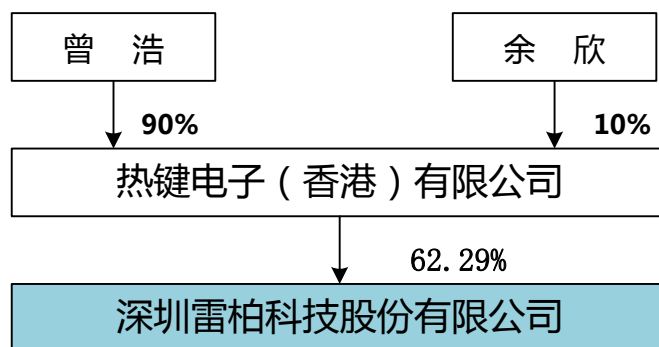 曾 浩 余 欣
90% 10%
热键电子（香港）有限公司
62.29%
深圳雷柏科技股份有限公司